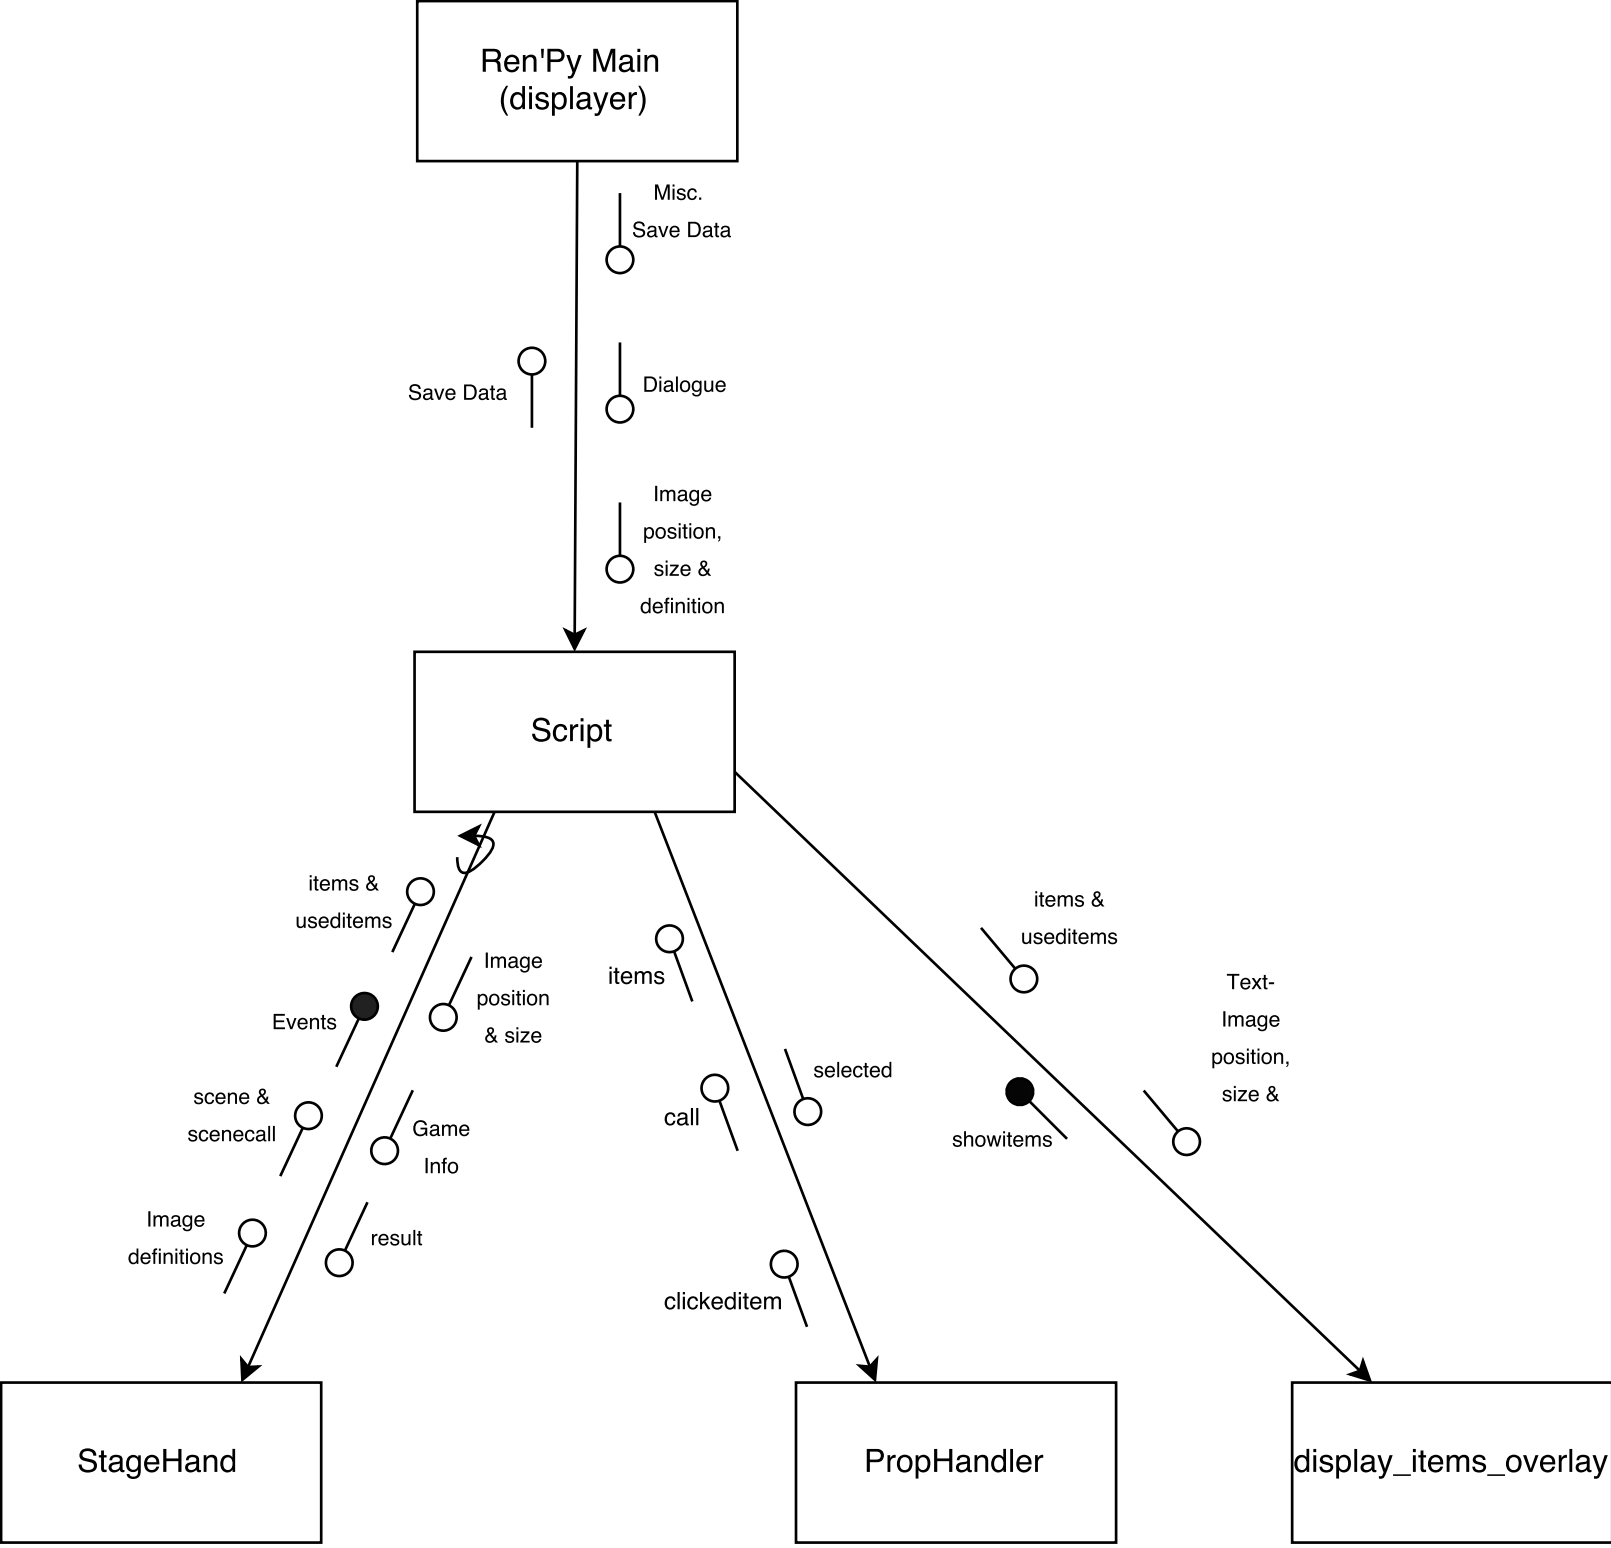 Ren'Py Main
(displayer)
Misc.
Save Data
Save Data
Dialogue
Image
position,
size &
definition
Script
items &
useditems
Events
scene &
scenecall
Image
definitions
Image
position
& size
Game
Info
result
items
call
clickeditem
selected
items &
useditems
showitems
Text-
Image
position,
size &
StageHand
PropHandler
display_items_overlay